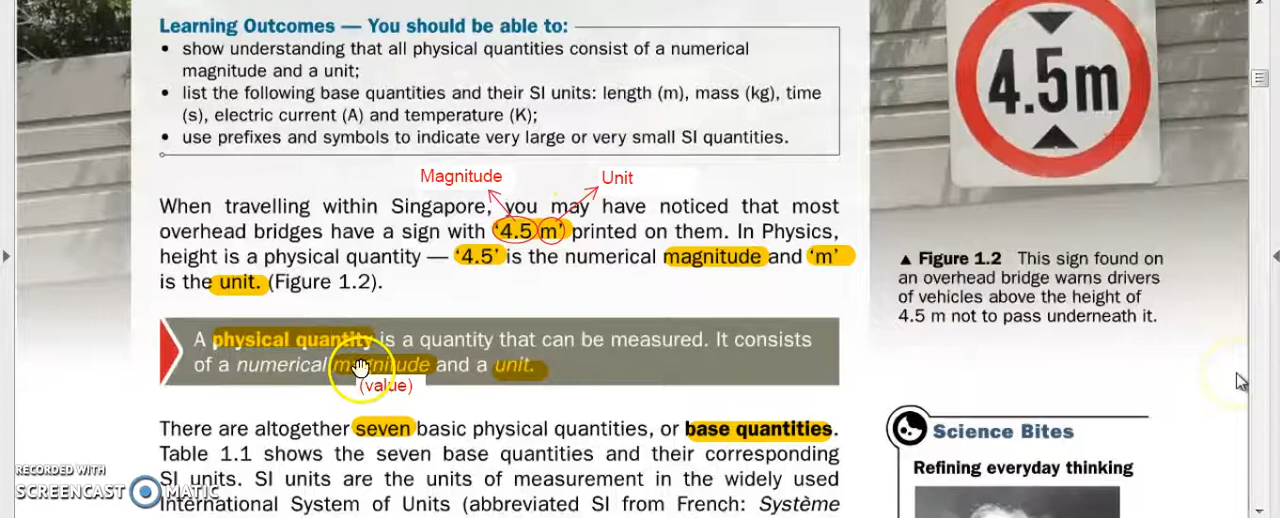 Learning Outcomes — You should be able to:
• show understanding that all physical quantities consist of a numerical
magnitude and a unit;
• list the following base quantities and their SI units: length (m), mass (kg), time
(s), electric current (A) and temperature (K);
• use prefixes and symbols to indicate very large or very small SI quantities.
Magnitude
Unit
When travelling within Singapore, you may have noticed that most
overhead bridges have a sign with ‘4.5 m’ printed on them. In Physics,
height is a physical quantity — ‘4.5’ is the numerical magnitude and ‘m’
is the unit. (Figure 1.2).
A physical quantity is a quantity that can be measured. It consists
of a numerical magnitude and a unit.
(value)
There are altogether seven basic physical quantities, or base quantities.
Table 1.1 shows the seven base quantities and their corresponding
SI units. SI units are the units of measurement in the widely used
International System of Units (abbreviated SI from French: Système
4.5m
▲ Figure 1.2 This sign found on
an overhead bridge warns drivers
of vehicles above the height of
4.5 m not to pass underneath it.
Science Bites
Refining everyday thinking
RECORDED WITH
SCREENCAST MATIC